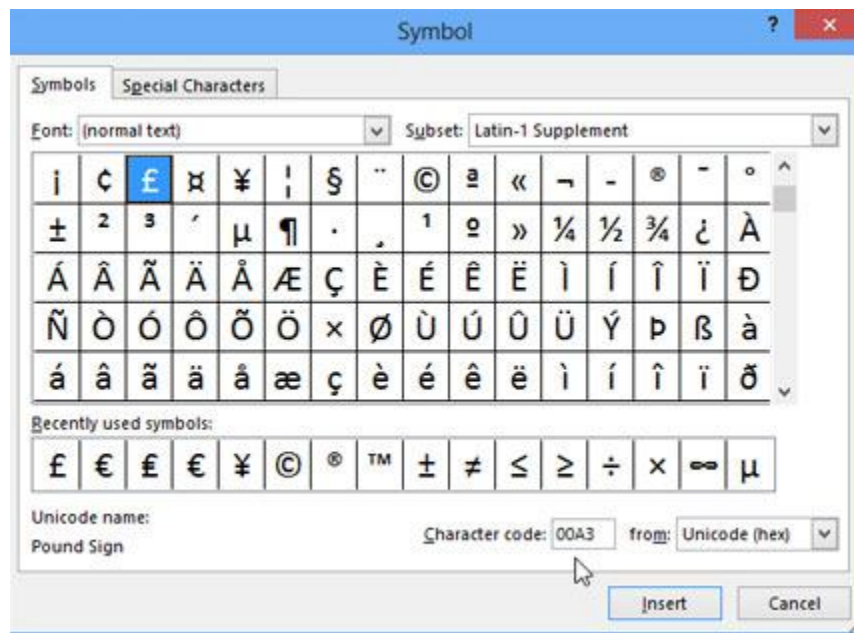 Symbol ? ×
Symbols Special Characters
Font: (normal text) Subset: Latin-1 Supplement
¡ ¢ £ ¤ ¥ ¦ § ¨ © ª « ¬ - ® ¯ °
± ² ³ ´ µ ¶ · ¸ ¹ º » ¼ ½ ¾ ¿ À
Á Â Ã Ä Å Æ Ç È É Ê Ë Ì Í Î Ï Ð
Ñ Ò Ó Ô Õ Ö × Ø Ù Ú Û Ü Ý Þ ß à
á â ã ä å æ ç è é ê ë ì í î ï ð
Recently used symbols:
£ € ₤ € ¥ © ® ™ ± ≠ ≤ ≥ ÷ × ∞ µ
Unicode name:
Pound Sign
Character code: 00A3 from: Unicode (hex)
Insert Cancel